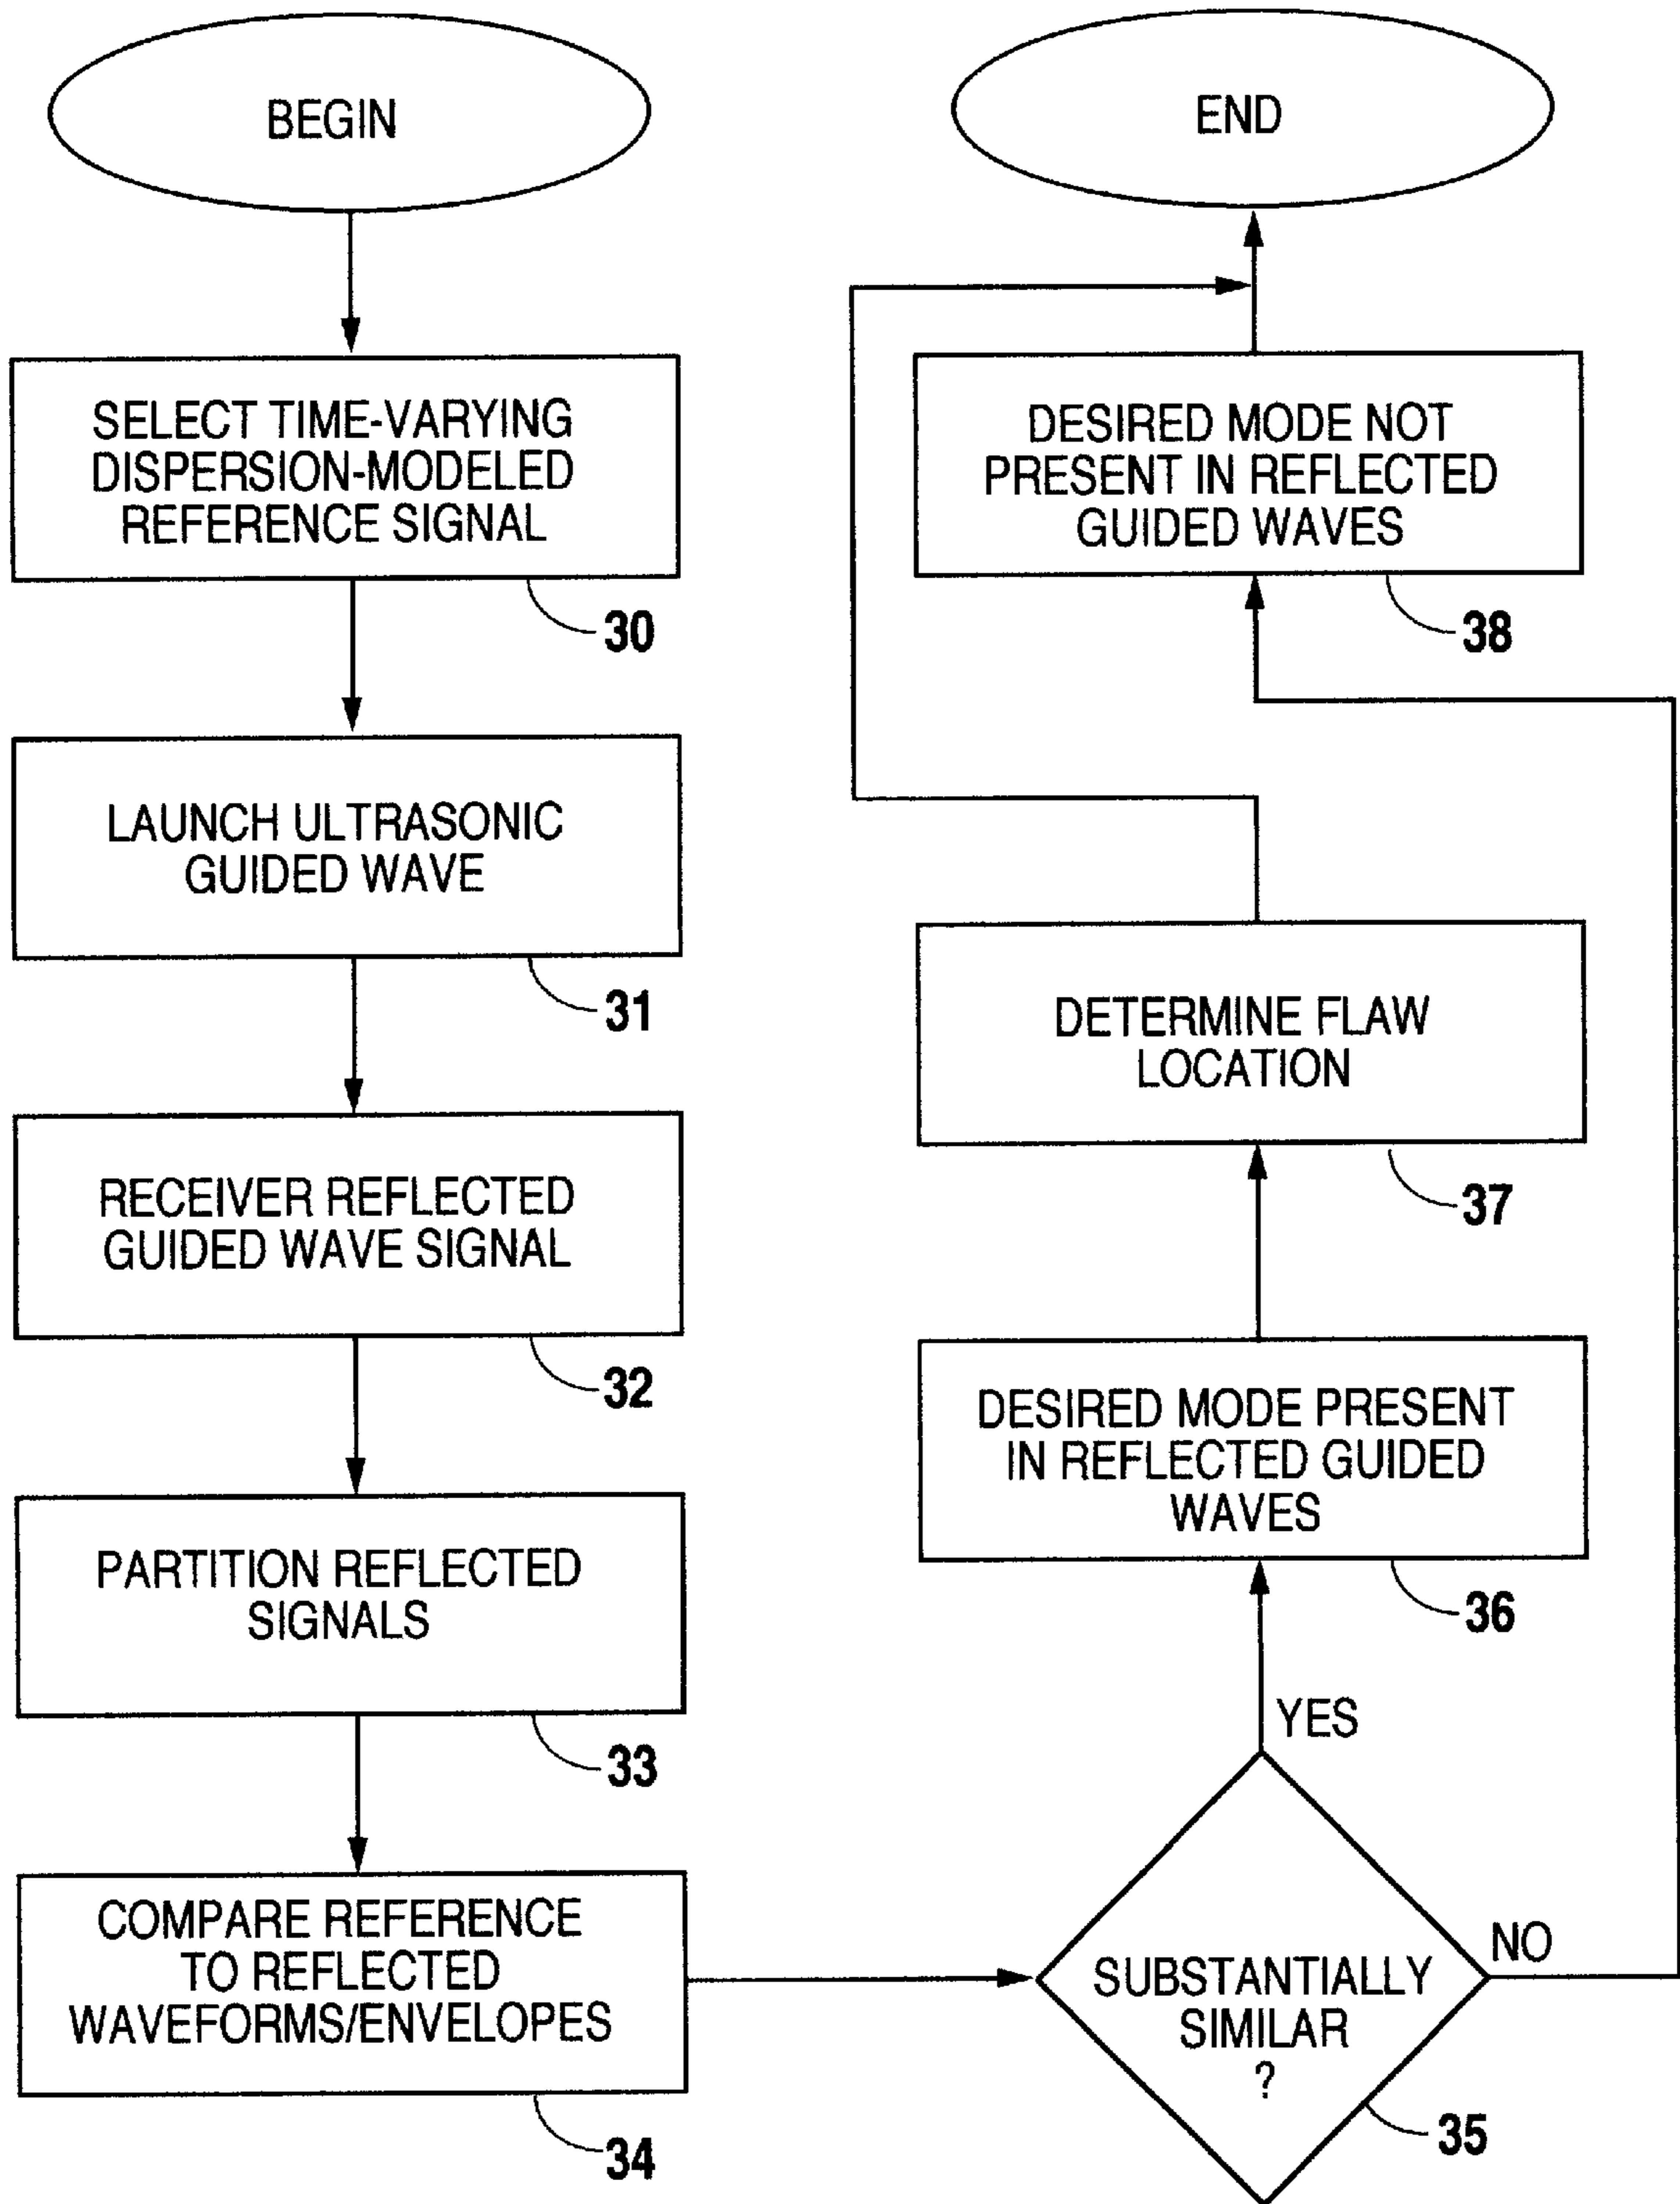 BEGIN
SELECT TIME-VARYING
DISPERSION-MODELED
REFERENCE SIGNAL
30
LAUNCH ULTRASONIC
GUIDED WAVE
31
RECEIVER REFLECTED
GUIDED WAVE SIGNAL
32
PARTITION REFLECTED
SIGNALS
33
COMPARE REFERENCE
TO REFLECTED
WAVEFORMS/ENVELOPES
34
SUBSTANTIALLY
SIMILAR
?
35
YES
NO
DESIRED MODE PRESENT
IN REFLECTED GUIDED
WAVES
36
DETERMINE FLAW
LOCATION
37
DESIRED MODE NOT
PRESENT IN REFLECTED
GUIDED WAVES
38
END